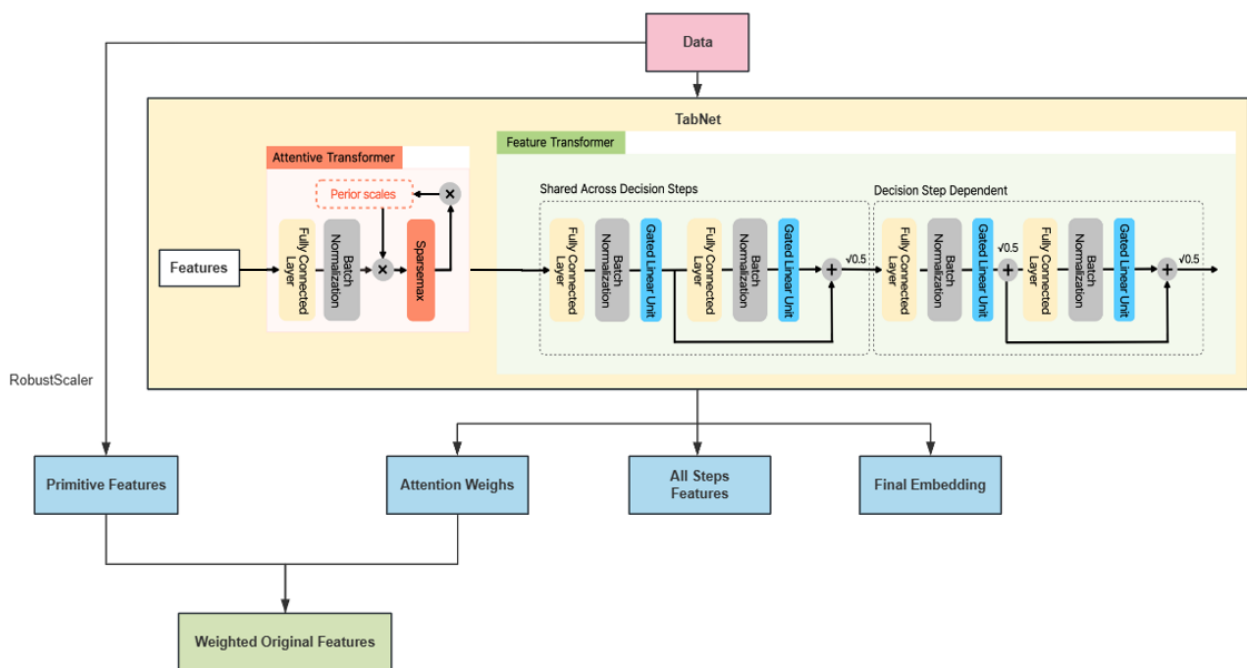 Data
TabNet
Feature Transformer
Attentive Transformer
Perior scales
Shared Across Decision Steps
Decision Step Dependent
Features
Fully Connected
Layer
Batch
Normalization
Sparsemax
Fully Connected
Layer
Batch
Normalization
Gated Linear Unit
Fully Connected
Layer
Batch
Normalization
Gated Linear Unit
√0.5
Fully Connected
Layer
Batch
Normalization
Gated Linear Unit
√0.5
Fully Connected
Layer
Batch
Normalization
Gated Linear Unit
√0.5
RobustScaler
Primitive Features
Attention Weighs
All Steps
Features
Final Embedding
Weighted Original Features